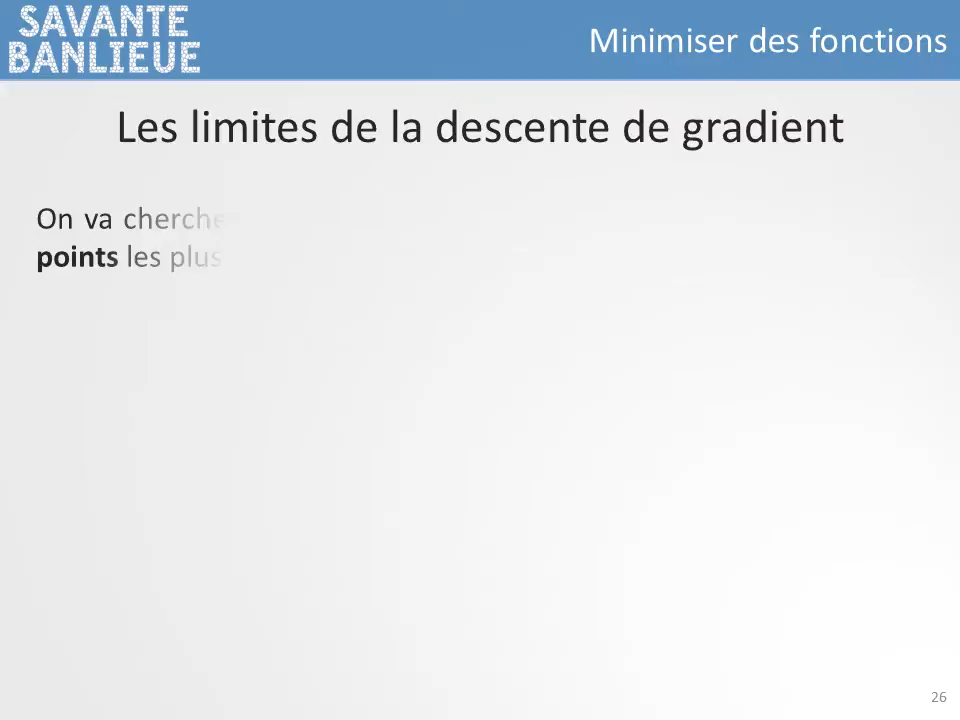 SAVANTE
BANLIEUE
Minimiser des fonctions
Les limites de la descente de gradient
On va cherche
points les plus
26